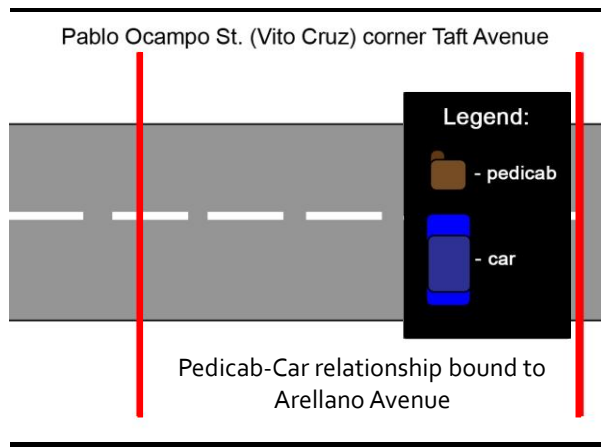 Pablo Ocampo St. (Vito Cruz) corner Taft Avenue
Legend:
- pedicab
- car
Pedicab-Car relationship bound to
Arellano Avenue